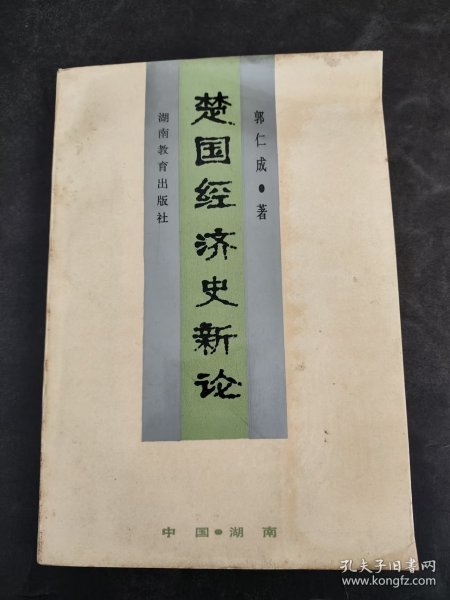 郭仁成·著
楚国经济史新论
湖南教育出版社
中国·湖南
孔夫子旧书网
www.kongfz.com